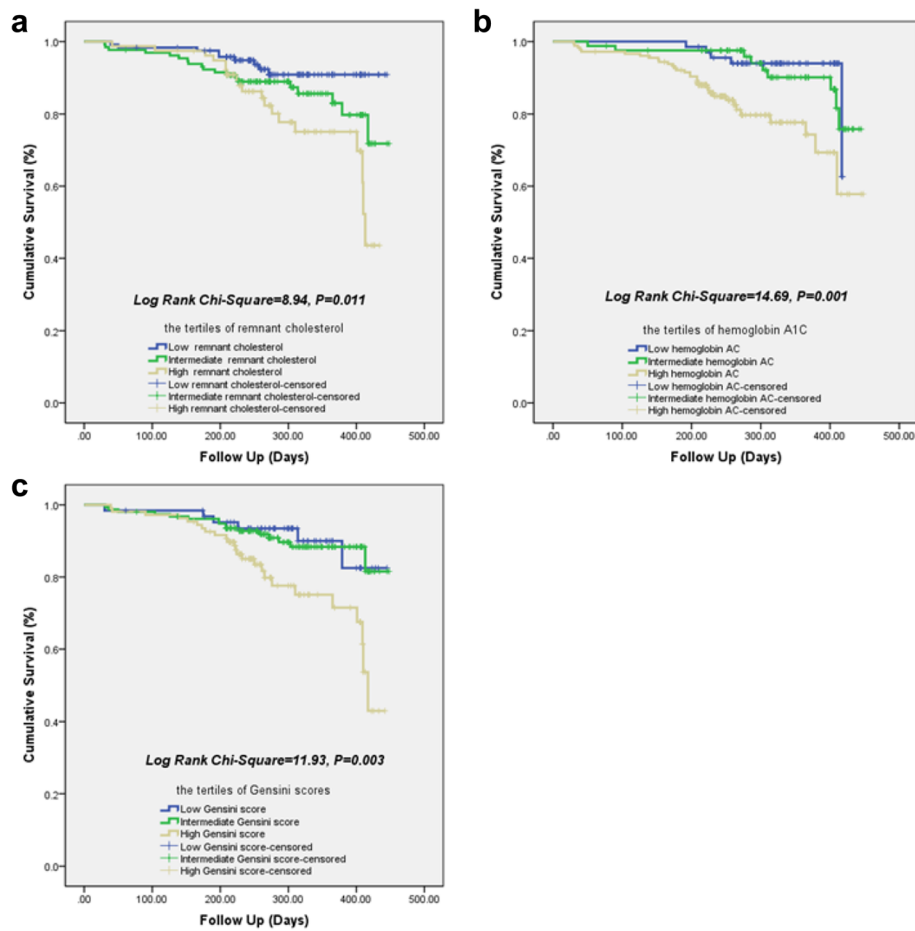 a
Cumulative Survival (%)
1.0
0.8
0.6
0.4
0.2
0.0
Log Rank Chi-Square=8.94, P=0.011
the tertiles of remnant cholesterol
Low remnant cholesterol
Intermediate remnant cholesterol
High remnant cholesterol
Low remnant cholesterol-censored
Intermediate remnant cholesterol-censored
High remnant cholesterol-censored
.00 100.00 200.00 300.00 400.00 500.00
Follow Up (Days)
b
Cumulative Survival (%)
1.0
0.8
0.6
0.4
0.2
0.0
Log Rank Chi-Square=14.69, P=0.001
the tertiles of hemoglobin A1C
Low hemoglobin AC
Intermediate hemoglobin AC
High hemoglobin AC
Low hemoglobin AC-censored
Intermediate hemoglobin AC-censored
High hemoglobin AC-censored
.00 100.00 200.00 300.00 400.00 500.00
Follow Up (Days)
c
Cumulative Survival (%)
1.0
0.8
0.6
0.4
0.2
0.0
Log Rank Chi-Square=11.93, P=0.003
the tertiles of Gensini scores
Low Gensini score
Intermediate Gensini score
High Gensini score
Low Gensini score-censored
Intermediate Gensini score-censored
High Gensini score-censored
.00 100.00 200.00 300.00 400.00 500.00
Follow Up (Days)